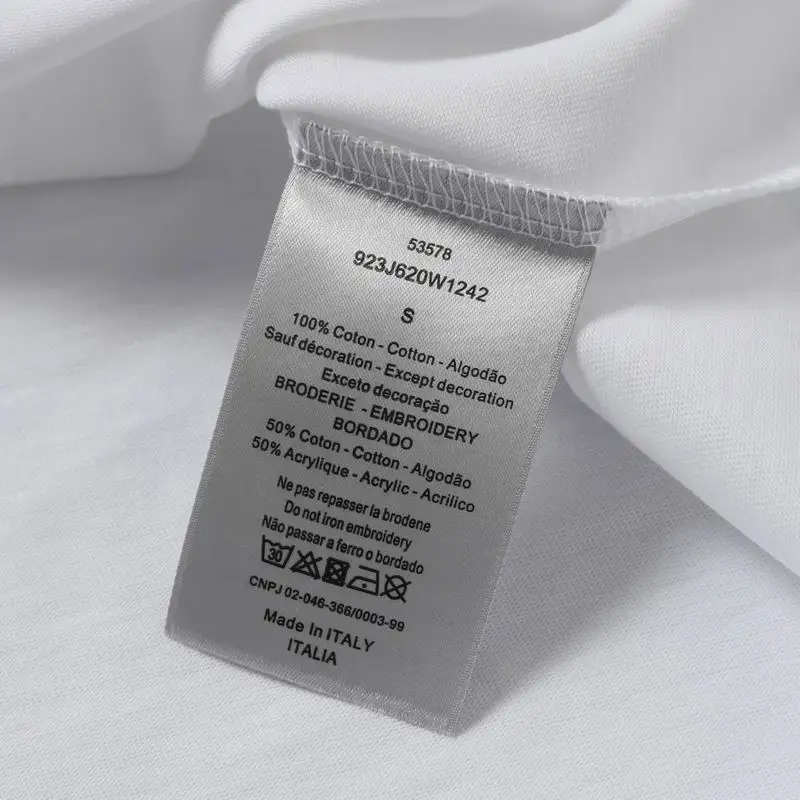 53578
923J620W1242
S
100% Coton - Cotton - Algodão
Sauf décoration - Except decoration
Exceto decoração
BRODERIE - EMBROIDERY
BORDADO
50% Coton - Cotton - Algodão
50% Acrylique - Acrylic - Acrilico
Ne pas repasser la brodene
Do not iron embroidery
Não passar a ferro o bordado
30
CNPJ 02-046-366/0003-99
Made In ITALY
ITALIA